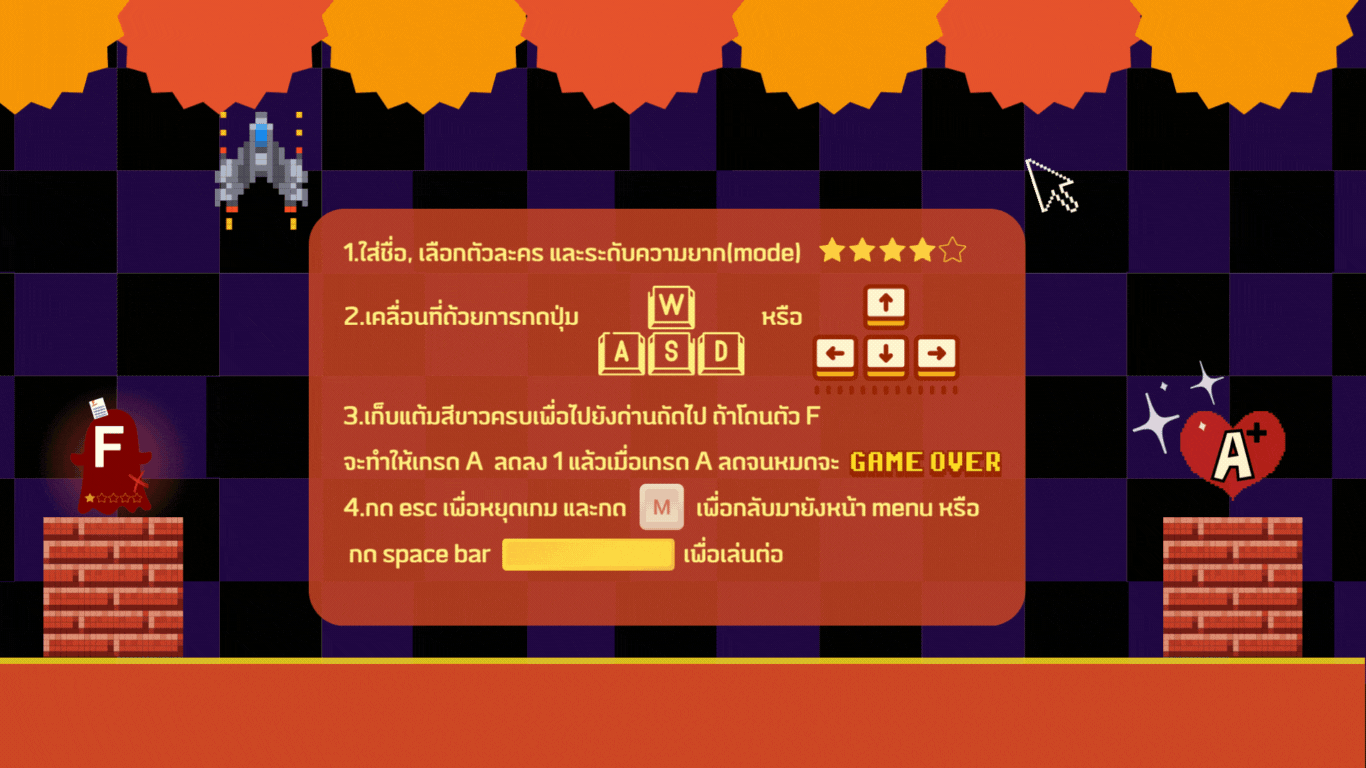 1.ใส่ชื่อ, เลือกตัวละคร และระดับความยาก(mode)
2.เคลื่อนที่ด้วยการกดปุ่ม W A S D หรือ
3.เก็บแต้มสีขาวครบเพื่อไปยังด่านถัดไป ถ้าโดนตัว F
จะทำให้เกรด A ลดลง 1 แล้วเมื่อเกรด A ลดจนหมดจะ GAME OVER
4.กด esc เพื่อหยุดเกม และกด M เพื่อกลับมายังหน้า menu หรือ
กด space bar เพื่อเล่นต่อ
F
A+